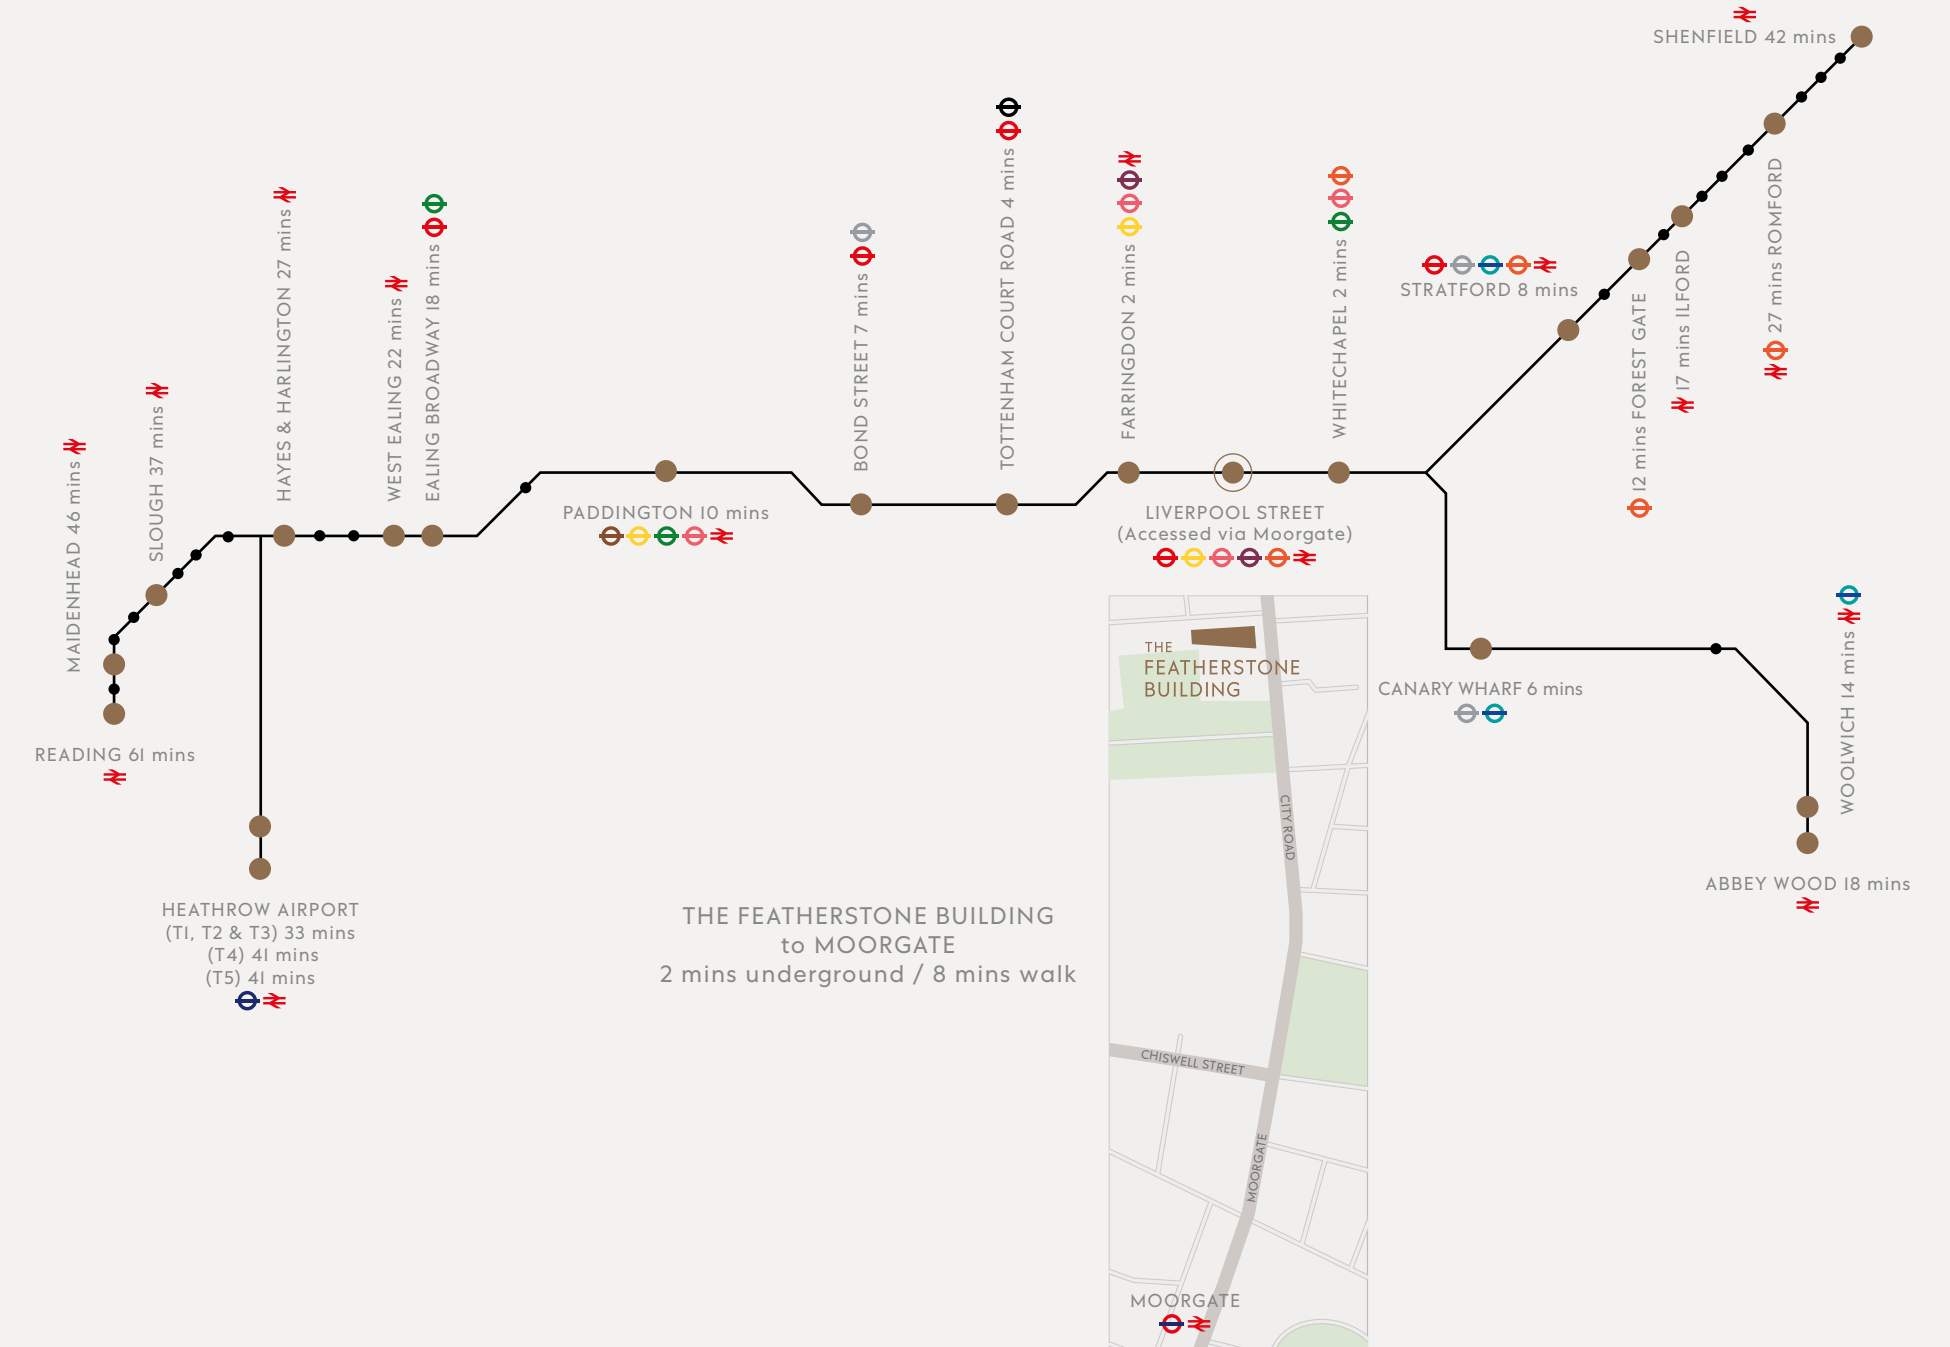 SHENFIELD 42 mins
27 mins ROMFORD
17 mins ILFORD
12 mins FOREST GATE
STRATFORD 8 mins
WHITECHAPEL 2 mins
FARRINGDON 2 mins
TOTTENHAM COURT ROAD 4 mins
BOND STREET 7 mins
EALING BROADWAY 18 mins
WEST EALING 22 mins
HAYES & HARLINGTON 27 mins
SLOUGH 37 mins
MAIDENHEAD 46 mins
READING 61 mins
PADDINGTON 10 mins
LIVERPOOL STREET
(Accessed via Moorgate)
CANARY WHARF 6 mins
WOOLWICH 14 mins
ABBEY WOOD 18 mins
HEATHROW AIRPORT
(T1, T2 & T3) 33 mins
(T4) 41 mins
(T5) 41 mins
THE FEATHERSTONE BUILDING
to MOORGATE
2 mins underground / 8 mins walk
THE
FEATHERSTONE
BUILDING
CITY ROAD
CHISWELL STREET
MOORGATE
MOORGATE